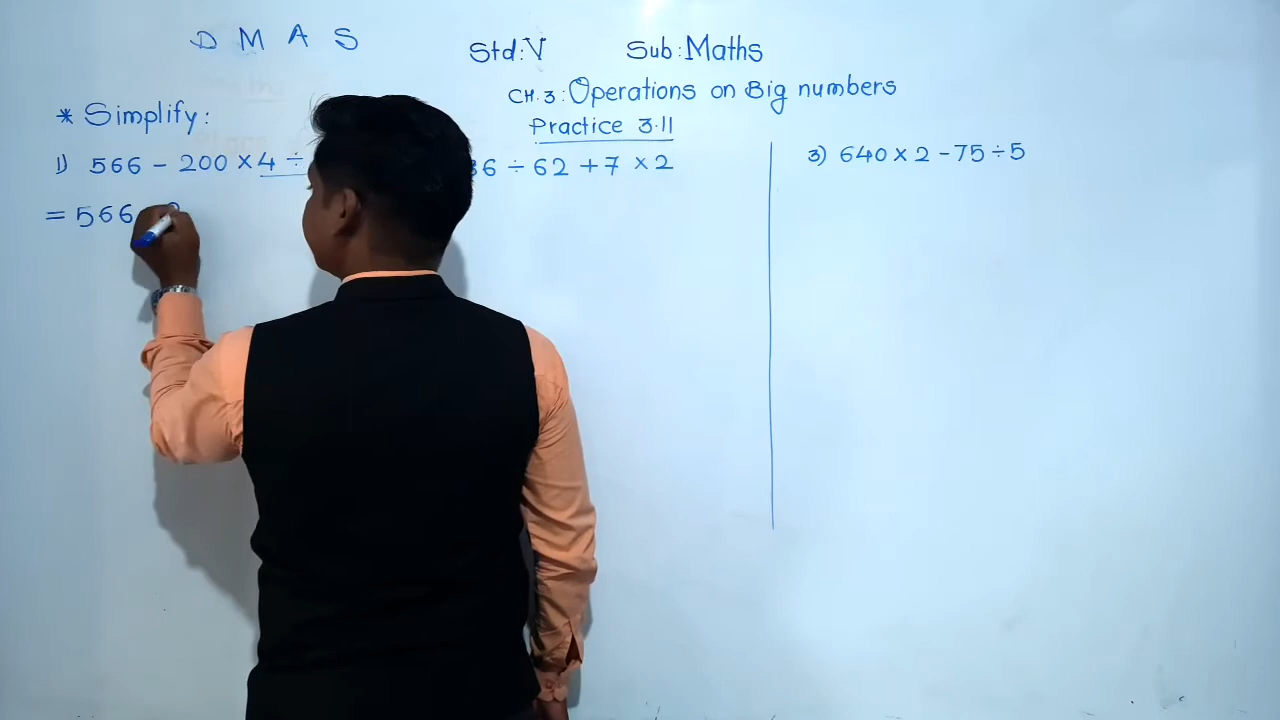 D M A S
Std:V Sub:Maths
CH.3:Operations on Big numbers
* Simplify:
Practice 3.11
1) 566 - 200 × 4 ÷
6 ÷ 62 + 7 × 2
3) 640 × 2 - 75 ÷ 5
= 566